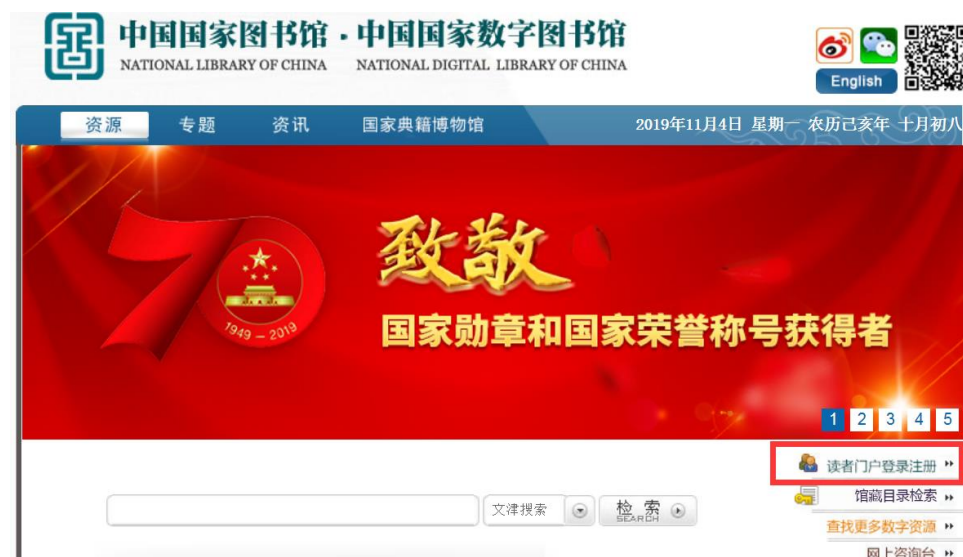 中国国家图书馆·中国国家数字图书馆
NATIONAL LIBRARY OF CHINA NATIONAL DIGITAL LIBRARY OF CHINA
English
资源 专题 资讯 国家典籍博物馆 2019年11月4日 星期一 农历己亥年 十月初八
70
1949 – 2019
致敬
国家勋章和国家荣誉称号获得者
1 2 3 4 5
读者门户登录注册
馆藏目录检索
文津搜索 检索
SEARCH
查找更多数字资源
网上咨询台